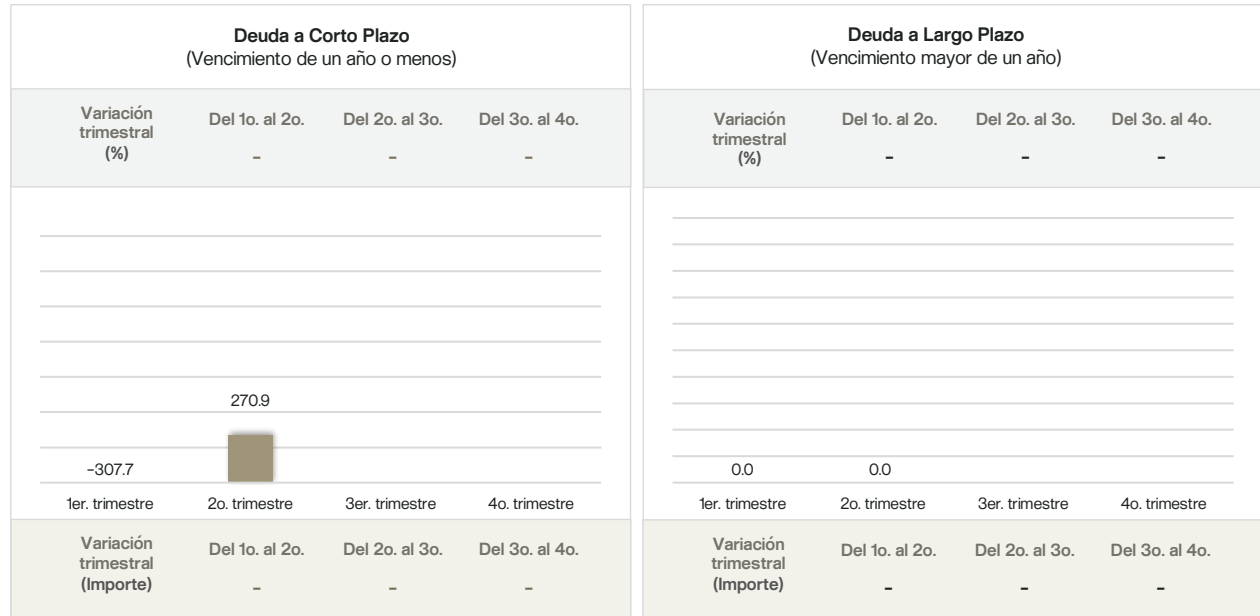 Deuda a Corto Plazo
(Vencimiento de un año o menos)
Variación
trimestral
(%)
Del 1o. al 2o.
Del 2o. al 3o.
Del 3o. al 4o.
-
-
-
270.9
-307.7
1er. trimestre
2o. trimestre
3er. trimestre
4o. trimestre
Variación
trimestral
(Importe)
Del 1o. al 2o.
Del 2o. al 3o.
Del 3o. al 4o.
-
-
-
Deuda a Largo Plazo
(Vencimiento mayor de un año)
Variación
trimestral
(%)
Del 1o. al 2o.
Del 2o. al 3o.
Del 3o. al 4o.
-
-
-
0.0
0.0
1er. trimestre
2o. trimestre
3er. trimestre
4o. trimestre
Variación
trimestral
(Importe)
Del 1o. al 2o.
Del 2o. al 3o.
Del 3o. al 4o.
-
-
-